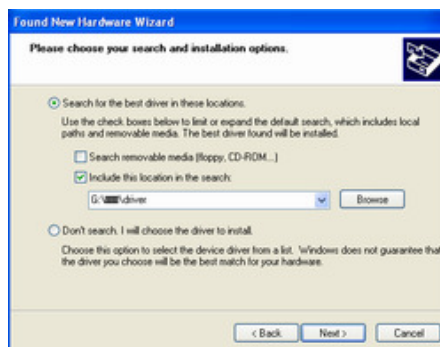 Found New Hardware Wizard
Please choose your search and installation options.
Search for the best driver in these locations.
Use the check boxes below to limit or expand the default search, which includes local
paths and removable media. The best driver found will be installed.
Search removable media (floppy, CD-ROM...)
Include this location in the search:
G:\ \driver
Browse
Don't search. I will choose the driver to install.
Choose this option to select the device driver from a list. Windows does not guarantee that
the driver you choose will be the best match for your hardware.
< Back
Next >
Cancel